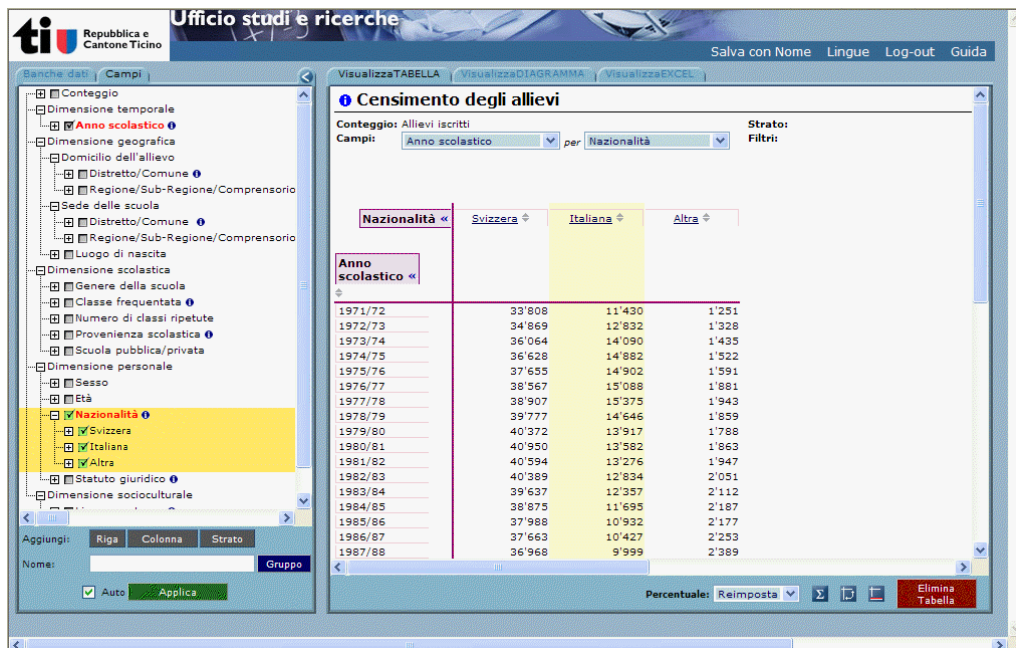 Ufficio studi e ricerche
ti Repubblica e
Cantone Ticino
Salva con Nome Lingue Log-out Guida
Banche dati Campi
VisualizzaTABELLA VisualizzaDIAGRAMMA VisualizzaEXCEL
Conteggio
Dimensione temporale
Anno scolastico
Dimensione geografica
Domicilio dell'allievo
Distretto/Comune
Regione/Sub-Regione/Comprensorio
Sede delle scuola
Distretto/Comune
Regione/Sub-Regione/Comprensorio
Luogo di nascita
Dimensione scolastica
Genere della scuola
Classe frequentata
Numero di classi ripetute
Provenienza scolastica
Scuola pubblica/privata
Dimensione personale
Sesso
Età
Nazionalità
Svizzera
Italiana
Altra
Statuto giuridico
Dimensione socioculturale
Aggiungi: Riga Colonna Strato
Nome: Gruppo
Auto Applica
Censimento degli allievi
Conteggio: Allievi iscritti Strato:
Campi: Anno scolastico per Nazionalità Filtri:
Nazionalità « Svizzera Italiana Altra
Anno
scolastico «
1971/72 33'808 11'430 1'251
1972/73 34'869 12'832 1'328
1973/74 36'064 14'090 1'435
1974/75 36'628 14'882 1'522
1975/76 37'655 14'902 1'591
1976/77 38'567 15'088 1'881
1977/78 38'907 15'375 1'943
1978/79 39'777 14'646 1'859
1979/80 40'372 13'917 1'788
1980/81 40'950 13'582 1'863
1981/82 40'594 13'276 1'947
1982/83 40'389 12'834 2'051
1983/84 39'637 12'357 2'112
1984/85 38'875 11'695 2'187
1985/86 37'988 10'932 2'177
1986/87 37'663 10'427 2'253
1987/88 36'968 9'999 2'389
Percentuale: Reimposta Σ Elimina
Tabella